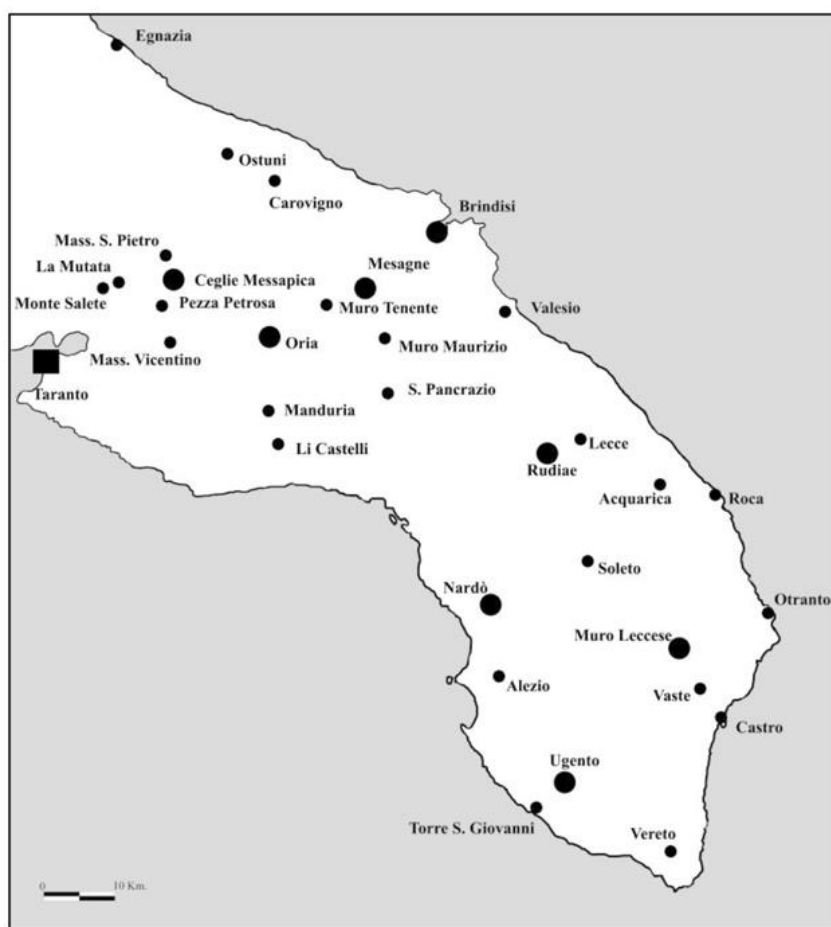 Egnazia
Ostuni
Carovigno
Brindisi
Mass. S. Pietro
Mesagne
La Mutata
Ceglie Messapica
Monte Salete
Pezza Petrosa
Muro Tenente
Valesio
Oria
Muro Maurizio
Mass. Vicentino
Taranto
S. Pancrazio
Manduria
Li Castelli
Lecce
Rudiae
Acquarica
Roca
Soleto
Nardò
Otranto
Muro Leccese
Alezio
Vaste
Castro
Ugento
Torre S. Giovanni
Vereto
0 10 Km.